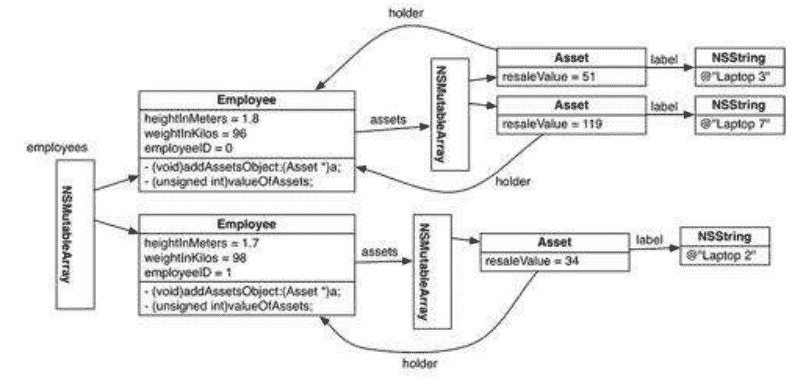 holder
Asset
resaleValue = 51
label
NSString
@"Laptop 3"
Employee
heightInMeters = 1.8
weightInKilos = 96
employeeID = 0
- (void)addAssetsObject:(Asset *)a;
- (unsigned int)valueOfAssets;
assets
NSMutableArray
Asset
resaleValue = 119
label
NSString
@"Laptop 7"
holder
employees
NSMutableArray
Employee
heightInMeters = 1.7
weightInKilos = 98
employeeID = 1
- (void)addAssetsObject:(Asset *)a;
- (unsigned int)valueOfAssets;
assets
NSMutableArray
Asset
resaleValue = 34
label
NSString
@"Laptop 2"
holder